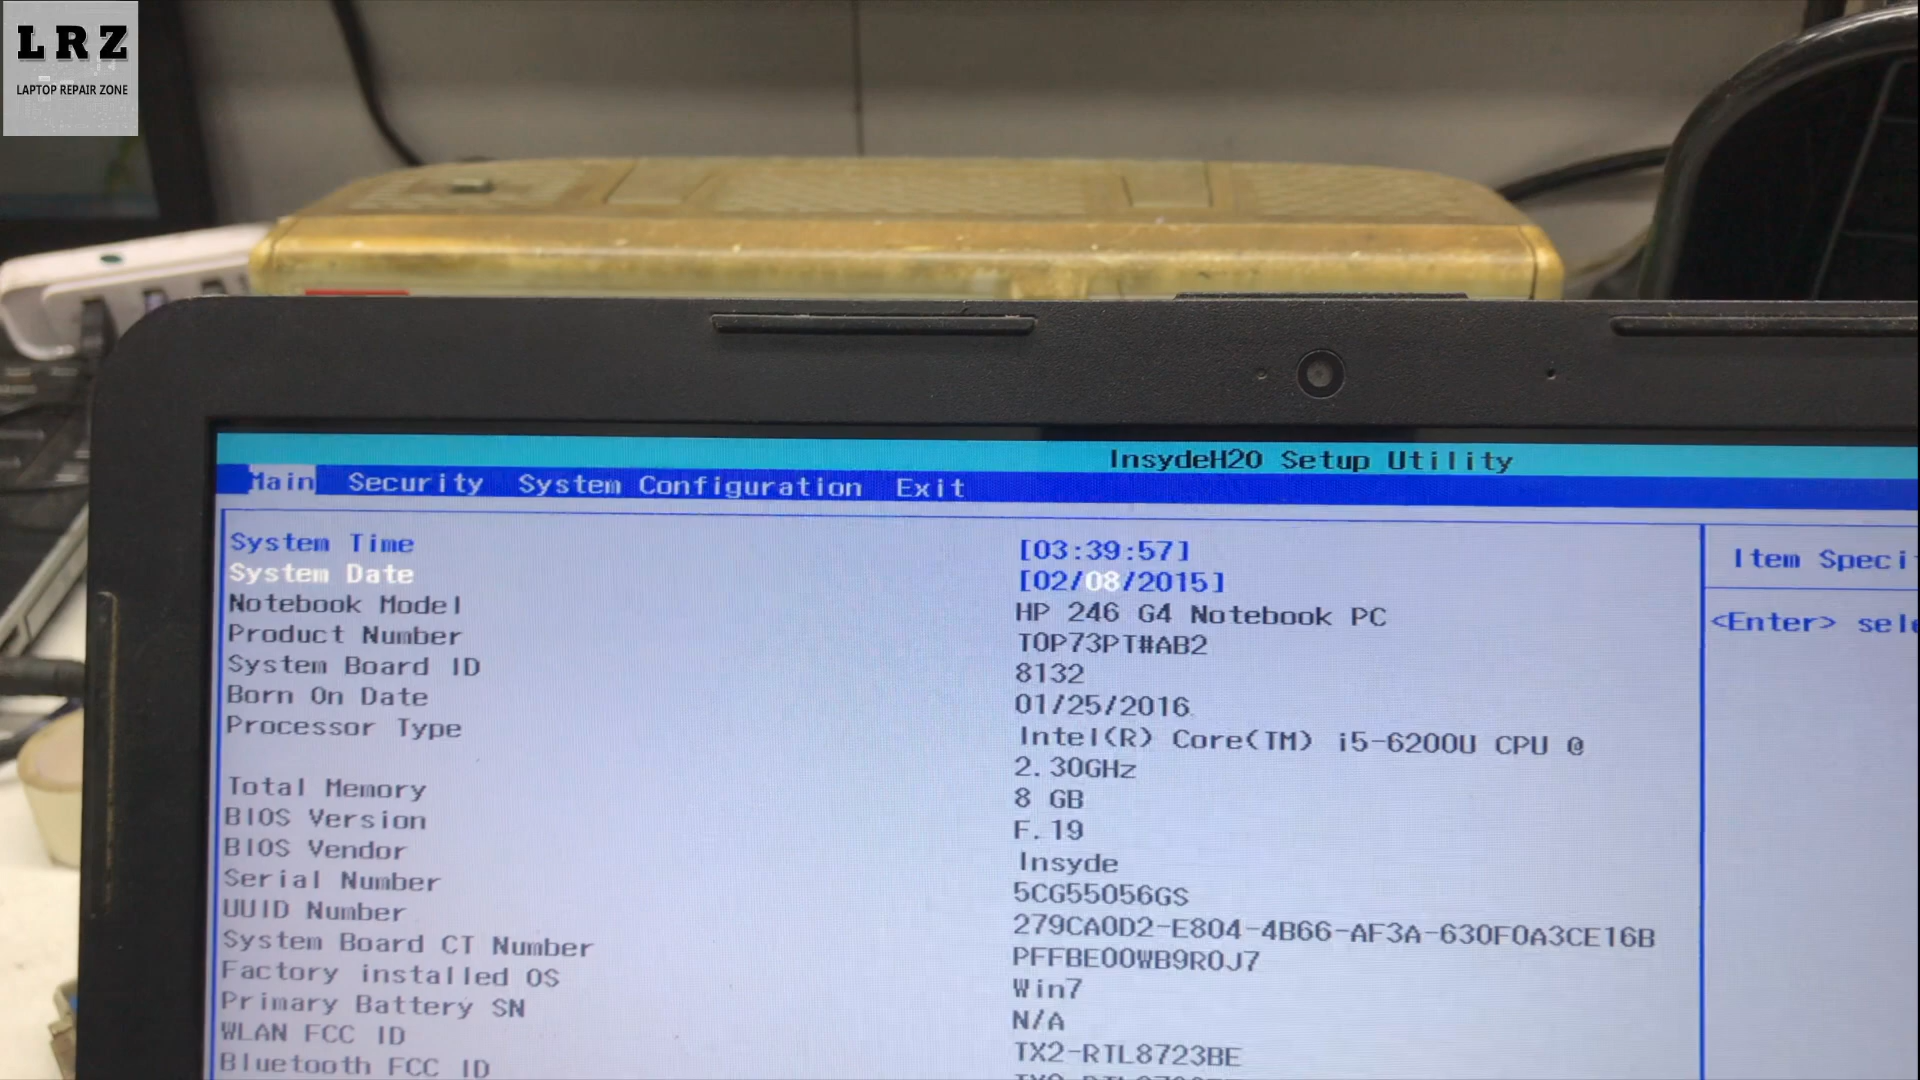 LRZ
LAPTOP REPAIR ZONE
InsydeH2O Setup Utility
Main Security System Configuration Exit
System Time [03:39:57]
System Date [02/08/2015]
Notebook Model HP 246 G4 Notebook PC
Product Number T0P73PT#AB2
System Board ID 8132
Born On Date 01/25/2016
Processor Type Intel(R) Core(TM) i5-6200U CPU @
2.30GHz
Total Memory 8 GB
BIOS Version F.19
BIOS Vendor Insyde
Serial Number 5CG55056GS
UUID Number 279CA0D2-E804-4B66-AF3A-630F0A3CE16B
System Board CT Number PFFBE00WB9R0J7
Factory installed OS Win7
Primary Battery SN N/A
WLAN FCC ID TX2-RTL8723BE
Bluetooth FCC ID
Item Speci
<Enter> sele